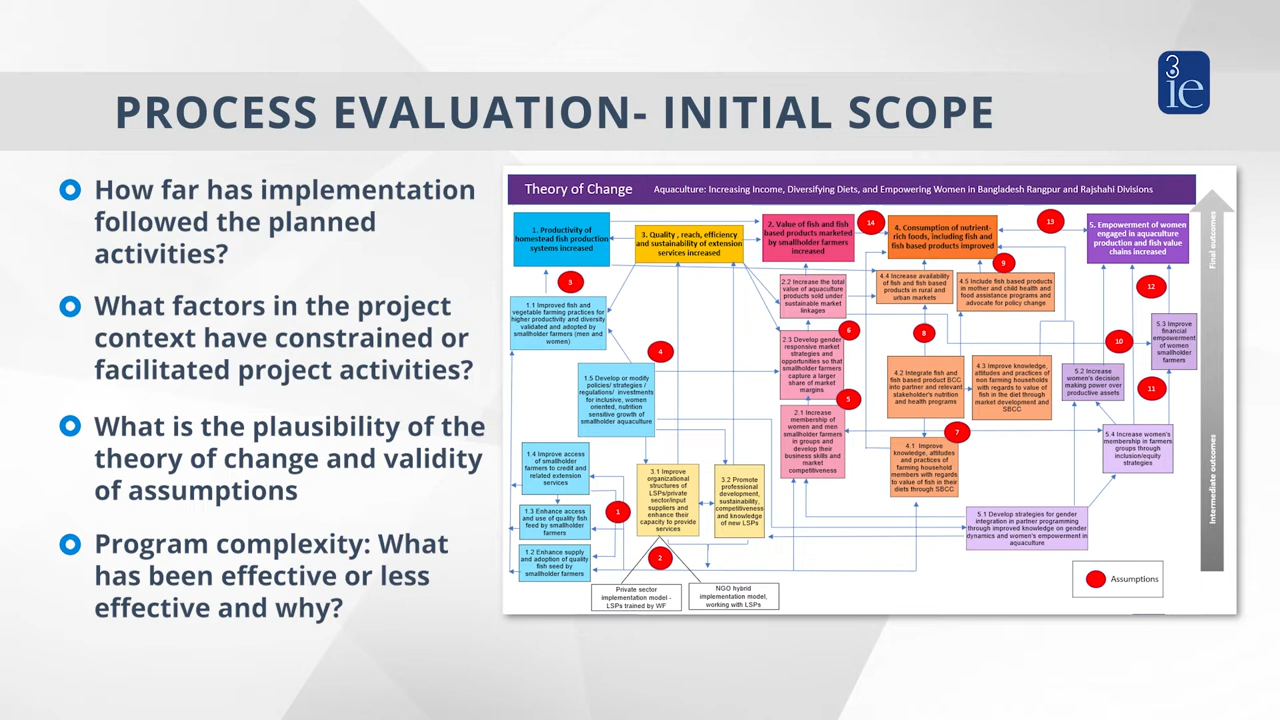 PROCESS EVALUATION- INITIAL SCOPE
3
ie
How far has implementation
followed the planned
activities?
What factors in the project
context have constrained or
facilitated project activities?
What is the plausibility of the
theory of change and validity
of assumptions
Program complexity: What
has been effective or less
effective and why?
Theory of Change
Aquaculture: Increasing Income, Diversifying Diets, and Empowering Women in Bangladesh Rangpur and Rajshahi Divisions
1. Productivity of
homestead fish production
systems increased
3. Quality , reach, efficiency
and sustainability of extension
services increased
2. Value of fish and fish
based products marketed
by smallholder farmers
increased
14
4. Consumption of nutrient-
rich foods, including fish and
fish based products improved
13
5. Empowerment of women
engaged in aquaculture
production and fish value
chains increased
Final outcomes
3
9
12
4.4 Increase availability
of fish and fish based
products in rural and
urban markets
4.5 Include fish based products
in mother and child health and
food assistance programs and
advocate for policy change
2.2 Increase the total
value of aquaculture
products sold under
sustainable market
linkages
1.1 Improved fish and
vegetable farming practices for
higher productivity and diversity
validated and adopted by
smallholder farmers (men and
women)
6
8
10
5.3 Improve
financial
empowerment
of women
smallholder
farmers
2.3 Develop gender
responsive market
strategies and
opportunities so that
smallholder farmers
capture a larger
share of market
margins
4
1.5 Develop or modify
policies/ strategies /
regulations/ investments
for inclusive, women
oriented, nutrition
sensitive growth of
smallholder aquaculture
4.2 Integrate fish and
fish based product BCC
into partner and relevant
stakeholder's nutrition
and health programs
4.3 Improve knowledge,
attitudes and practices of
non farming households
with regards to value of
fish in the diet through
market development and
SBCC
5.2 Increase
women's decision
making power over
productive assets
11
5
2.1 Increase
membership of
women and men
smallholder farmers
in groups and
develop their
business skills and
market
competitiveness
7
4.1 Improve
knowledge, attitudes
and practices of
farming household
members with regards
to value of fish in their
diets through SBCC
5.4 Increase women's
membership in farmers
groups through
inclusion/equity
strategies
Intermediate outcomes
1.4 Improve access
of smallholder
farmers to credit and
related extension
services
3.1 Improve
organizational
structures of
LSPs/private
sector/input
suppliers and
enhance their
capacity to provide
services
3.2 Promote
professional
development,
sustainability,
competitiveness
and knowledge
of new LSPs
1
1.3 Enhance access
and use of quality fish
feed by smallholder
farmers
5.1 Develop strategies for gender
integration in partner programming
through improved knowledge on gender
dynamics and women's empowerment in
aquaculture
1.2 Enhance supply
and adoption of quality
fish seed by
smallholder farmers
2
Private sector
implementation model -
LSPs trained by WF
NGO hybrid
implementation model,
working with LSPs
Assumptions